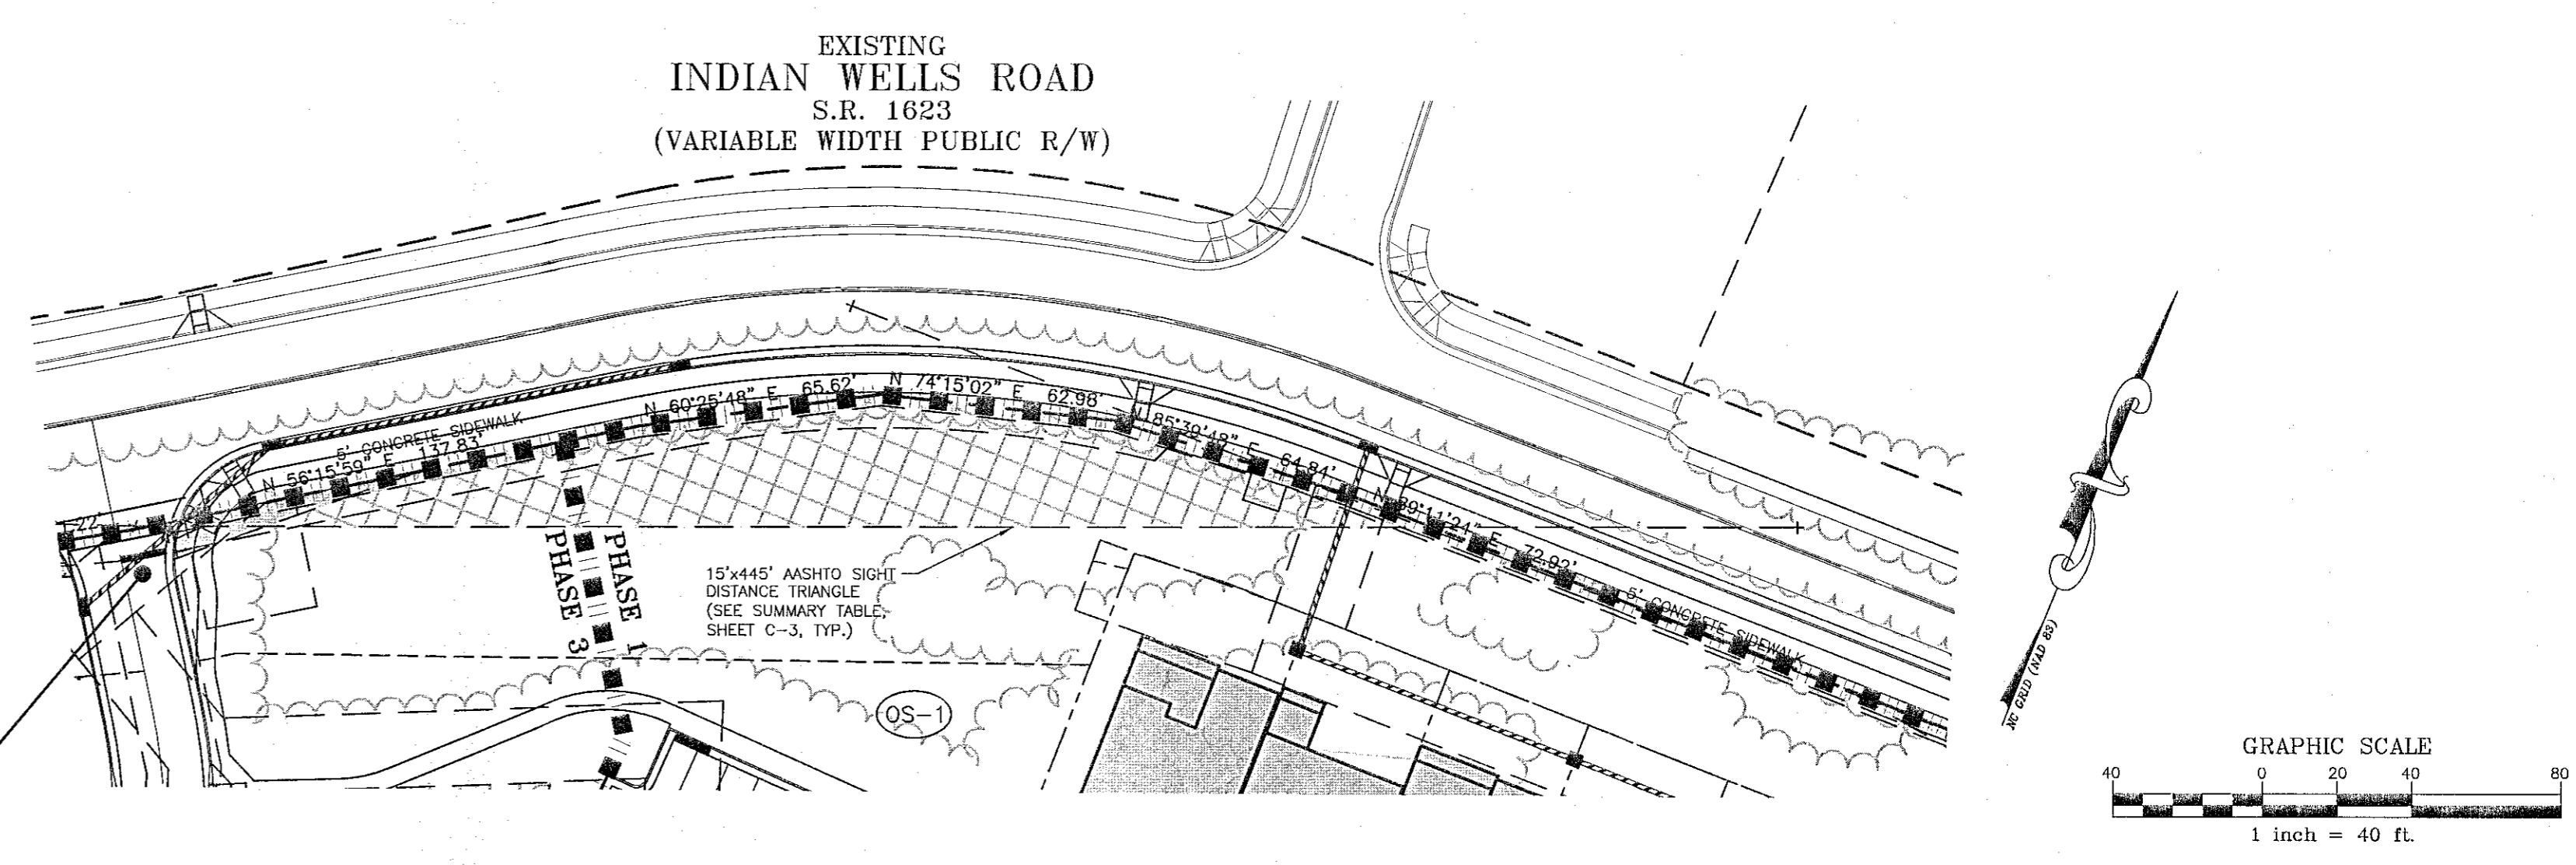 EXISTING
INDIAN WELLS ROAD
S.R. 1623
(VARIABLE WIDTH PUBLIC R/W)
N 56°15'59" E 137.83'
5' CONCRETE SIDEWALK
N 60°25'48" E 65.62'
N 74°15'02" E 62.98'
N 85°39'48" E 64.84'
N 89°11'24" E 72.92'
5' CONCRETE SIDEWALK
PHASE 3
PHASE 1
15'x445' AASHTO SIGHT
DISTANCE TRIANGLE
(SEE SUMMARY TABLE,
SHEET C-3, TYP.)
OS-1
NC GRID (NAD 83)
GRAPHIC SCALE
40 0 20 40 80
1 inch = 40 ft.